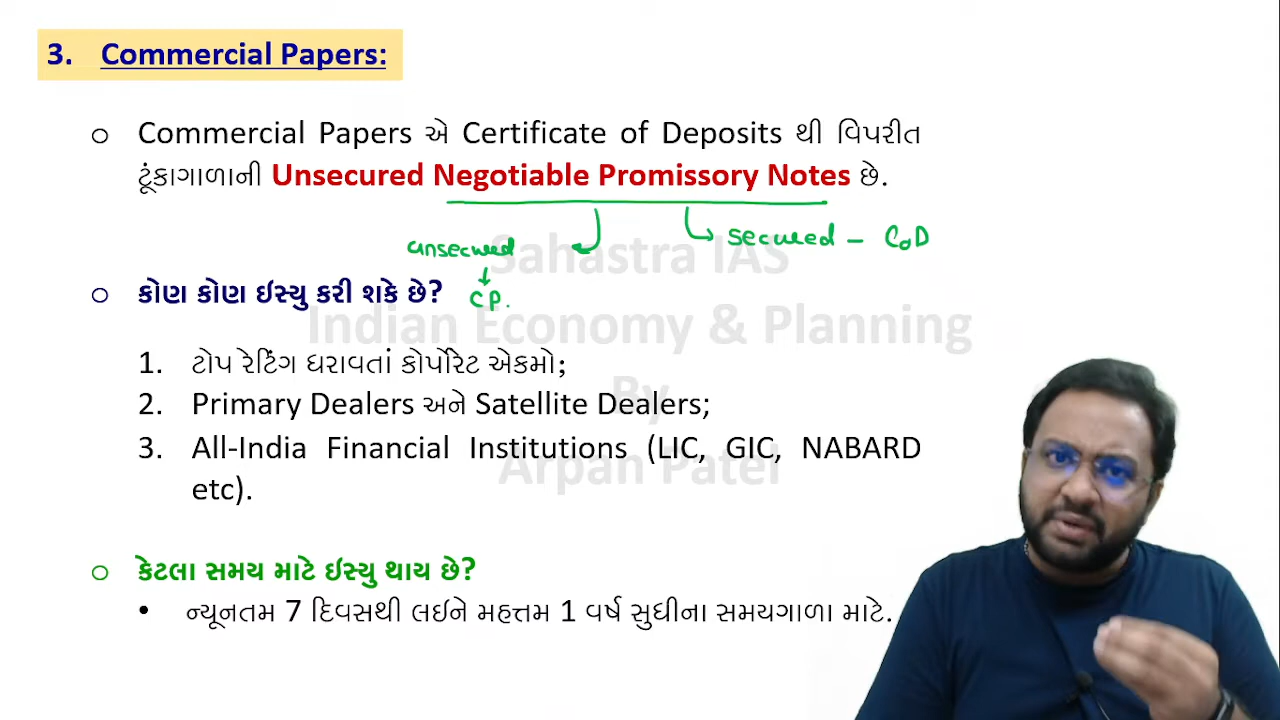 3. Commercial Papers:
o Commercial Papers એ Certificate of Deposits થી વિપરીત
ટૂંકાગાળાની Unsecured Negotiable Promissory Notes છે.
unsecured
secured - CoD
CP.
o કોણ કોણ ઈસ્યુ કરી શકે છે?
1. ટોપ રેટિંગ ધરાવતાં કોર્પોરેટ એકમો;
2. Primary Dealers અને Satellite Dealers;
3. All-India Financial Institutions (LIC, GIC, NABARD
etc).
o કેટલા સમય માટે ઈસ્યુ થાય છે?
• ન્યૂનતમ 7 દિવસથી લઇને મહત્તમ 1 વર્ષ સુધીના સમયગાળા માટે.
Sahastra IAS
Indian Economy & Planning
By
Arpan Patel